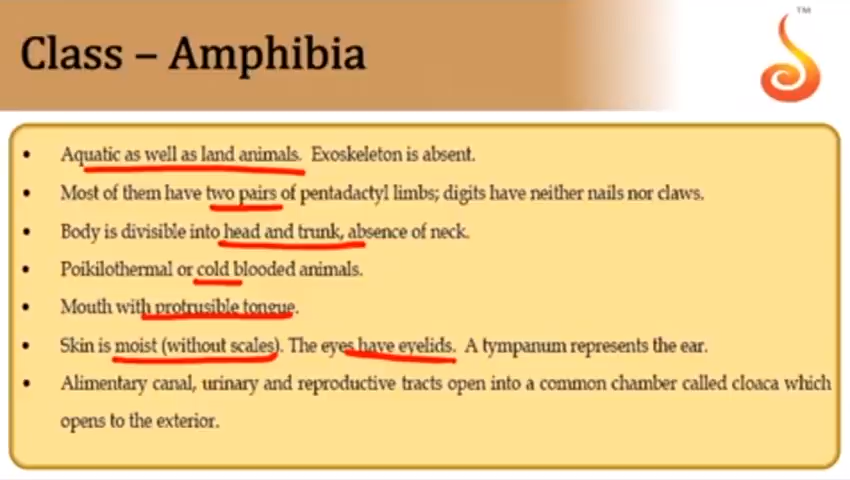 TM
Class – Amphibia
• Aquatic as well as land animals. Exoskeleton is absent.
• Most of them have two pairs of pentadactyl limbs; digits have neither nails nor claws.
• Body is divisible into head and trunk, absence of neck.
• Poikilothermal or cold blooded animals.
• Mouth with protrusible tongue.
• Skin is moist (without scales). The eyes have eyelids. A tympanum represents the ear.
• Alimentary canal, urinary and reproductive tracts open into a common chamber called cloaca which
opens to the exterior.